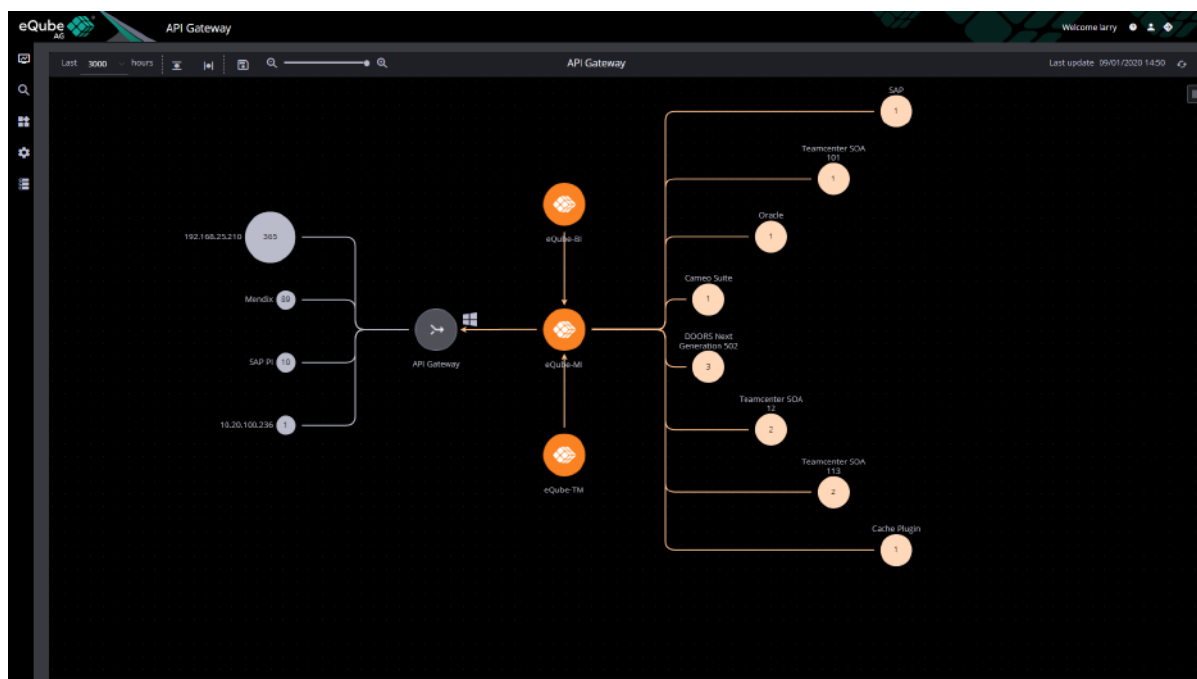 eQube
AG
API Gateway
Welcome larry
Last 3000 hours
API Gateway
Last update 09/01/2020 14:50
SAP
1
Teamcenter SOA
101
1
Oracle
1
Cameo Suite
1
DOORS Next
Generation 502
3
Teamcenter SOA
12
2
Teamcenter SOA
113
2
Cache Plugin
1
eQube-BI
eQube-MI
eQube-TM
API Gateway
192.168.25.210 365
Mendix 89
SAP PI 10
10.20.100.236 1